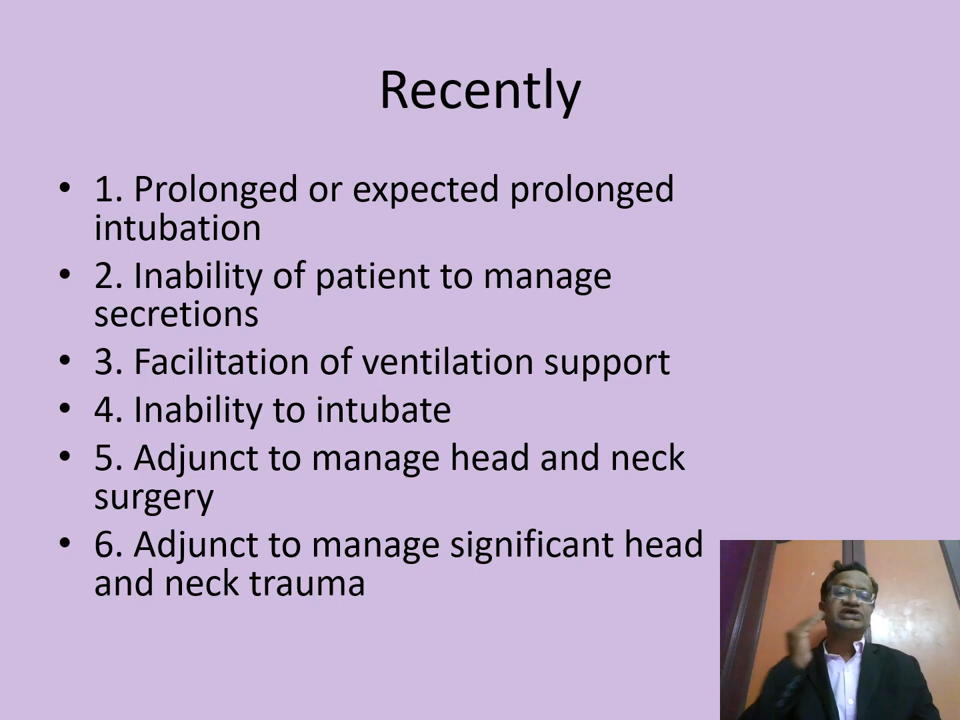 Recently
• 1. Prolonged or expected prolonged
intubation
• 2. Inability of patient to manage
secretions
• 3. Facilitation of ventilation support
• 4. Inability to intubate
• 5. Adjunct to manage head and neck
surgery
• 6. Adjunct to manage significant head
and neck trauma